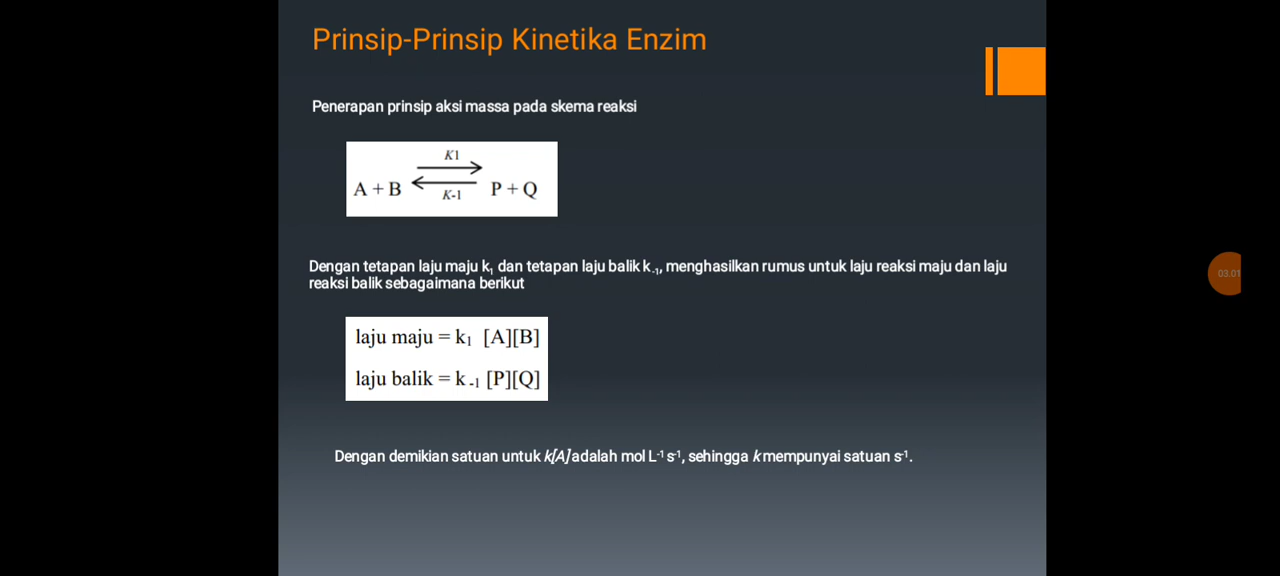 Prinsip-Prinsip Kinetika Enzim
Penerapan prinsip aksi massa pada skema reaksi
K1
A + B P + Q
K-1
Dengan tetapan laju maju k₁ dan tetapan laju balik k₋₁, menghasilkan rumus untuk laju reaksi maju dan laju
reaksi balik sebagaimana berikut
laju maju = k₁ [A][B]
laju balik = k₋₁ [P][Q]
Dengan demikian satuan untuk k[A] adalah mol L⁻¹ s⁻¹, sehingga k mempunyai satuan s⁻¹.
03.01